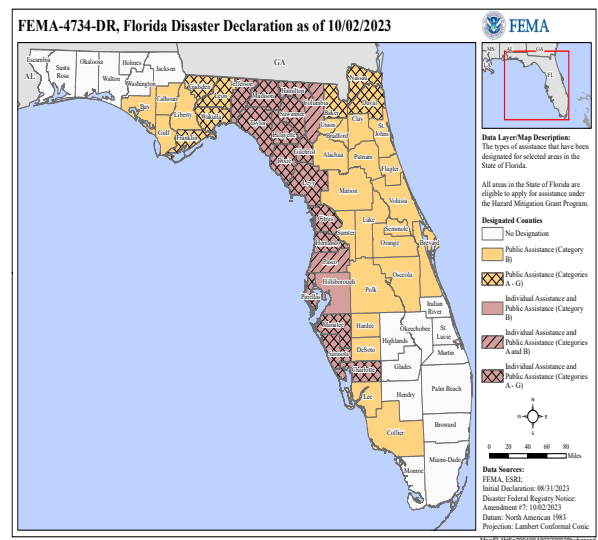 FEMA-4734-DR, Florida Disaster Declaration as of 10/02/2023
FEMA
MS
AL
GA
LA
FL
GA
AL
Escambia
Santa
Rosa
Okaloosa
Walton
Holmes
Washington
Jackson
Bay
Calhoun
Liberty
Gulf
Gadsden
Leon
Wakulla
Franklin
Jefferson
Madison
Taylor
Hamilton
Suwannee
Lafayette
Dixie
Columbia
Gilchrist
Levy
Baker
Union
Bradford
Alachua
Nassau
Duval
Clay
St.
Johns
Putnam
Flagler
Marion
Volusia
Citrus
Sumter
Lake
Hernando
Pasco
Seminole
Orange
Brevard
Osceola
Pinellas
Hillsborough
Polk
Indian
River
Manatee
Hardee
Highlands
Okeechobee
St.
Lucie
Sarasota
DeSoto
Martin
Charlotte
Glades
Lee
Hendry
Palm Beach
Collier
Broward
Monroe
Miami-Dade
Data Layer/Map Description:
The types of assistance that have been
designated for selected areas in the
State of Florida.
All areas in the State of Florida are
eligible to apply for assistance under
the Hazard Mitigation Grant Program.
Designated Counties
No Designation
Public Assistance (Category
B)
Public Assistance (Categories
A - G)
Individual Assistance and
Public Assistance (Category
B)
Individual Assistance and
Public Assistance (Categories
A and B)
Individual Assistance and
Public Assistance (Categories
A - G)
N
W
E
S
0 20 40 60 80
Miles
Data Sources:
FEMA, ESRI;
Initial Declaration: 08/31/2023
Disaster Federal Registry Notice:
Amendment #7: 10/02/2023
Datum: North American 1983
Projection: Lambert Conformal Conic